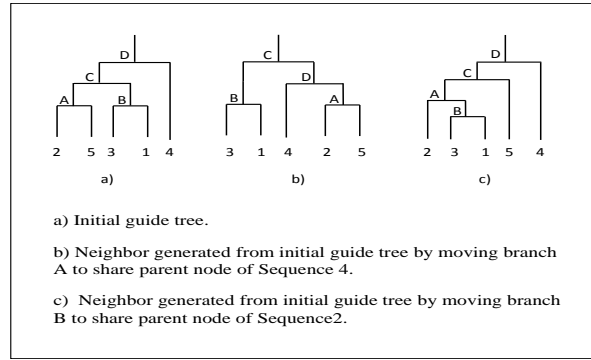 D C D
C D C
A B B A A B
2 5 3 1 4 3 1 4 2 5 2 3 1 5 4
a) b) c)
a) Initial guide tree.
b) Neighbor generated from initial guide tree by moving branch
A to share parent node of Sequence 4.
c) Neighbor generated from initial guide tree by moving branch
B to share parent node of Sequence2.